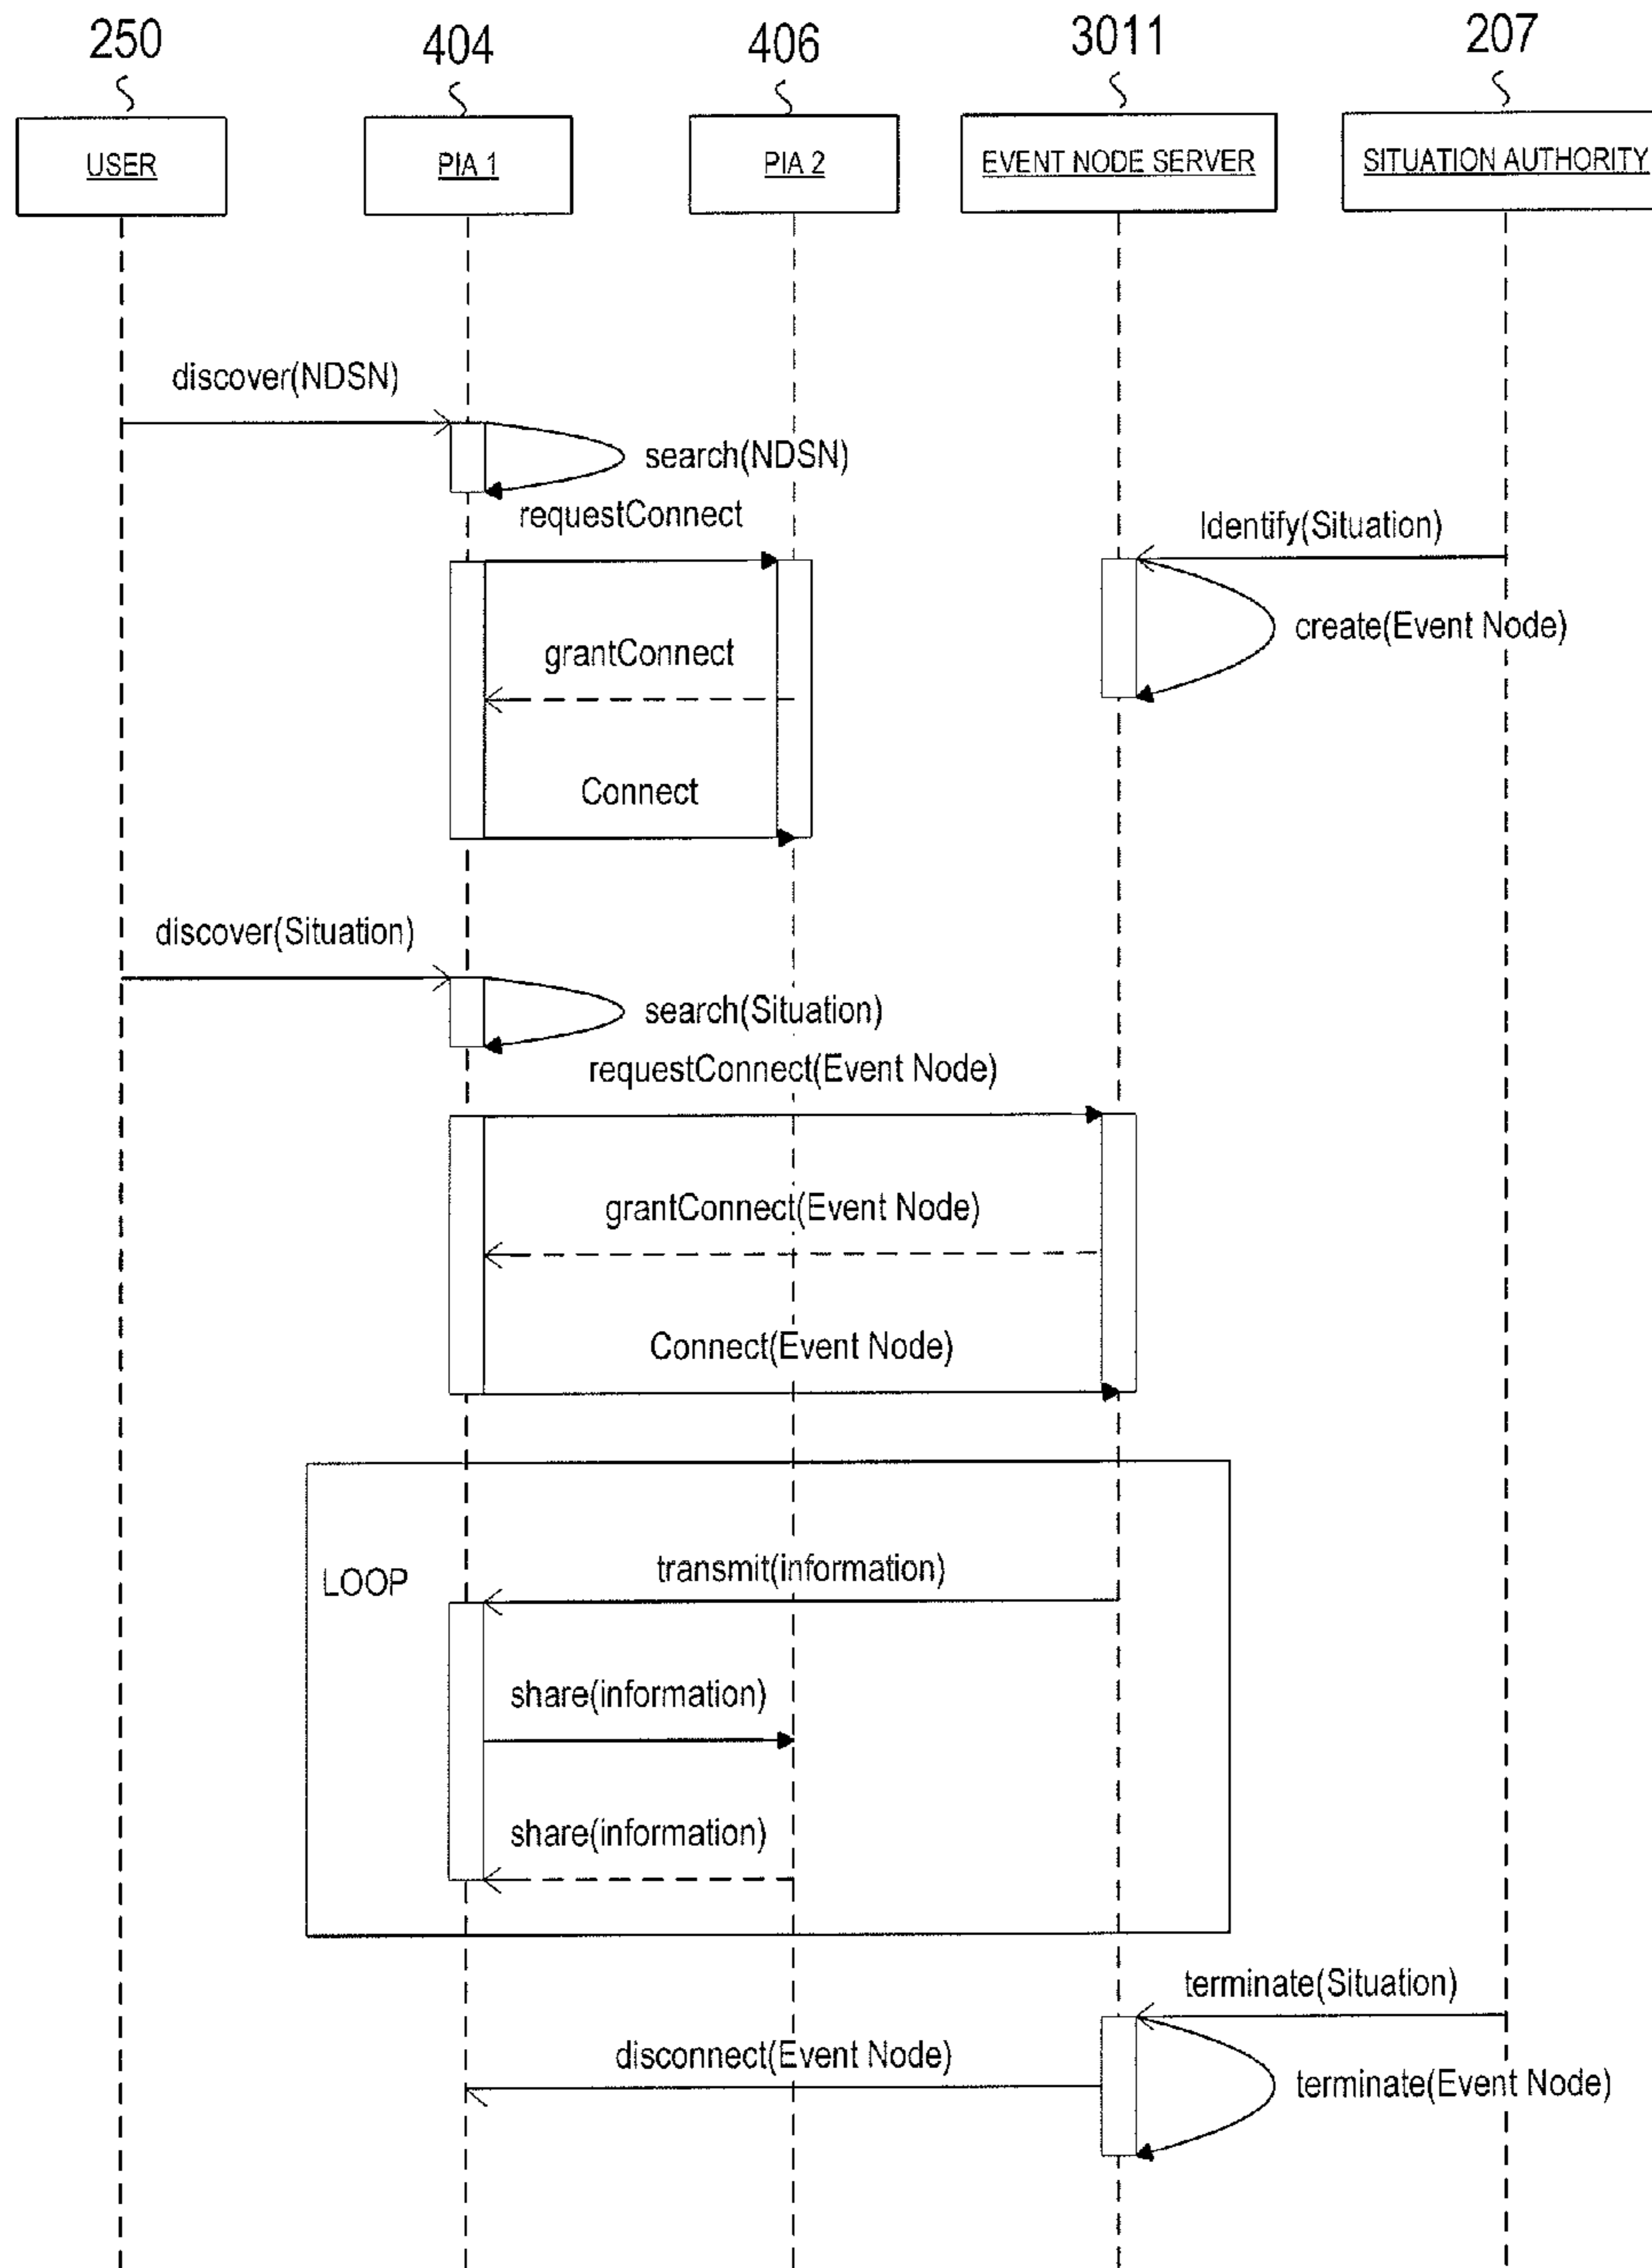 250 404 406 3011 207
USER PIA 1 PIA 2 EVENT NODE SERVER SITUATION AUTHORITY
discover(NDSN)
search(NDSN)
requestConnect
Identify(Situation)
create(Event Node)
grantConnect
Connect
discover(Situation)
search(Situation)
requestConnect(Event Node)
grantConnect(Event Node)
Connect(Event Node)
transmit(information)
LOOP
share(information)
share(information)
terminate(Situation)
disconnect(Event Node)
terminate(Event Node)